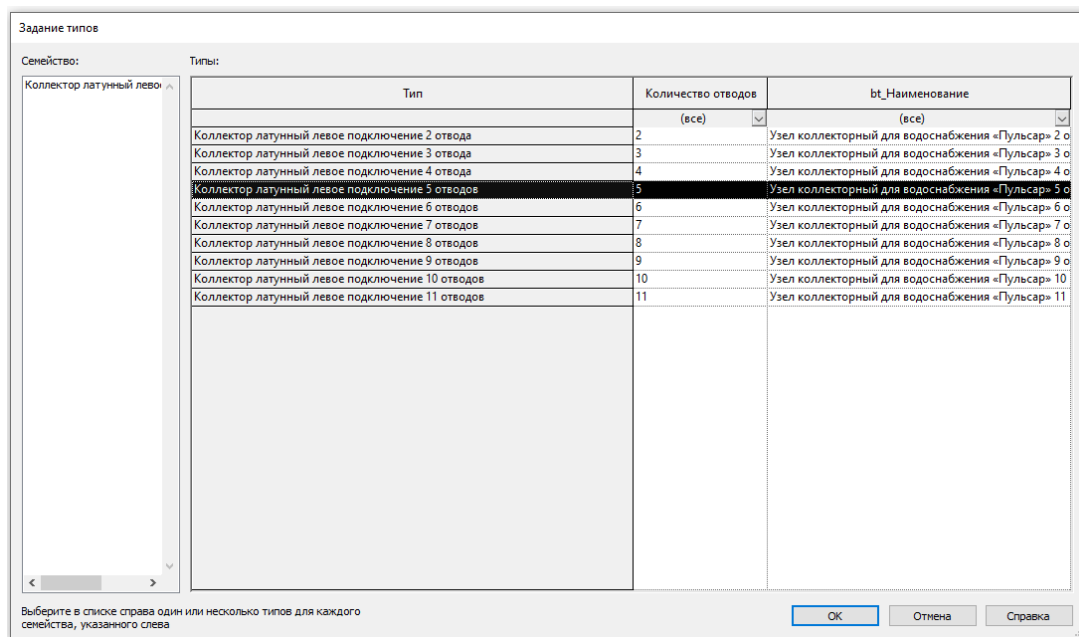 Задание типов
Семейство: Типы:
Коллектор латунный левое
Тип Количество отводов bt_Наименование
(все) (все)
Коллектор латунный левое подключение 2 отвода 2 Узел коллекторный для водоснабжения «Пульсар» 2 о
Коллектор латунный левое подключение 3 отвода 3 Узел коллекторный для водоснабжения «Пульсар» 3 о
Коллектор латунный левое подключение 4 отвода 4 Узел коллекторный для водоснабжения «Пульсар» 4 о
Коллектор латунный левое подключение 5 отводов 5 Узел коллекторный для водоснабжения «Пульсар» 5 о
Коллектор латунный левое подключение 6 отводов 6 Узел коллекторный для водоснабжения «Пульсар» 6 о
Коллектор латунный левое подключение 7 отводов 7 Узел коллекторный для водоснабжения «Пульсар» 7 о
Коллектор латунный левое подключение 8 отводов 8 Узел коллекторный для водоснабжения «Пульсар» 8 о
Коллектор латунный левое подключение 9 отводов 9 Узел коллекторный для водоснабжения «Пульсар» 9 о
Коллектор латунный левое подключение 10 отводов 10 Узел коллекторный для водоснабжения «Пульсар» 10
Коллектор латунный левое подключение 11 отводов 11 Узел коллекторный для водоснабжения «Пульсар» 11
Выберите в списке справа один или несколько типов для каждого
семейства, указанного слева
OK Отмена Справка